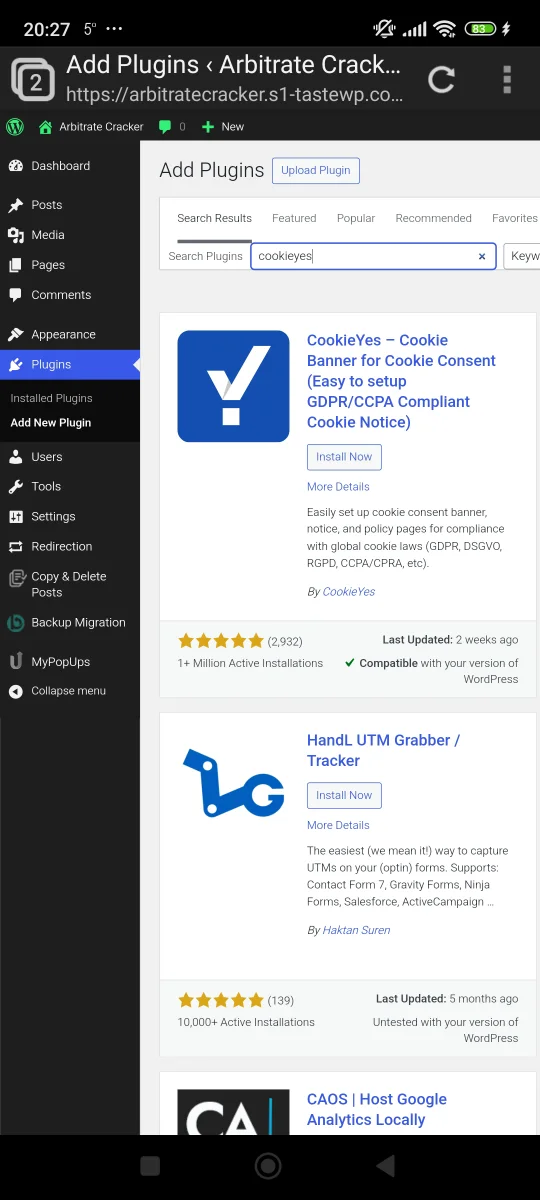 20:27 5° ...
83
2
Add Plugins ‹ Arbitrate Crack...
https://arbitratecracker.s1-tastewp.co...
Arbitrate Cracker 0 New
Dashboard
Posts
Media
Pages
Comments
Appearance
Plugins
Installed Plugins
Add New Plugin
Users
Tools
Settings
Redirection
Copy & Delete
Posts
Backup Migration
MyPopUps
Collapse menu
Add Plugins Upload Plugin
Search Results Featured Popular Recommended Favorites
Search Plugins cookieyes × Keyw
CookieYes – Cookie
Banner for Cookie Consent
(Easy to setup
GDPR/CCPA Compliant
Cookie Notice)
Install Now
More Details
Easily set up cookie consent banner,
notice, and policy pages for compliance
with global cookie laws (GDPR, DSGVO,
RGPD, CCPA/CPRA, etc).
By CookieYes
(2,932)
Last Updated: 2 weeks ago
1+ Million Active Installations
Compatible with your version of
WordPress
HandL UTM Grabber /
Tracker
Install Now
More Details
The easiest (we mean it!) way to capture
UTMs on your (optin) forms. Supports:
Contact Form 7, Gravity Forms, Ninja
Forms, Salesforce, ActiveCampaign ...
By Haktan Suren
(139)
Last Updated: 5 months ago
10,000+ Active Installations
Untested with your version of
WordPress
CA
CAOS | Host Google
Analytics Locally